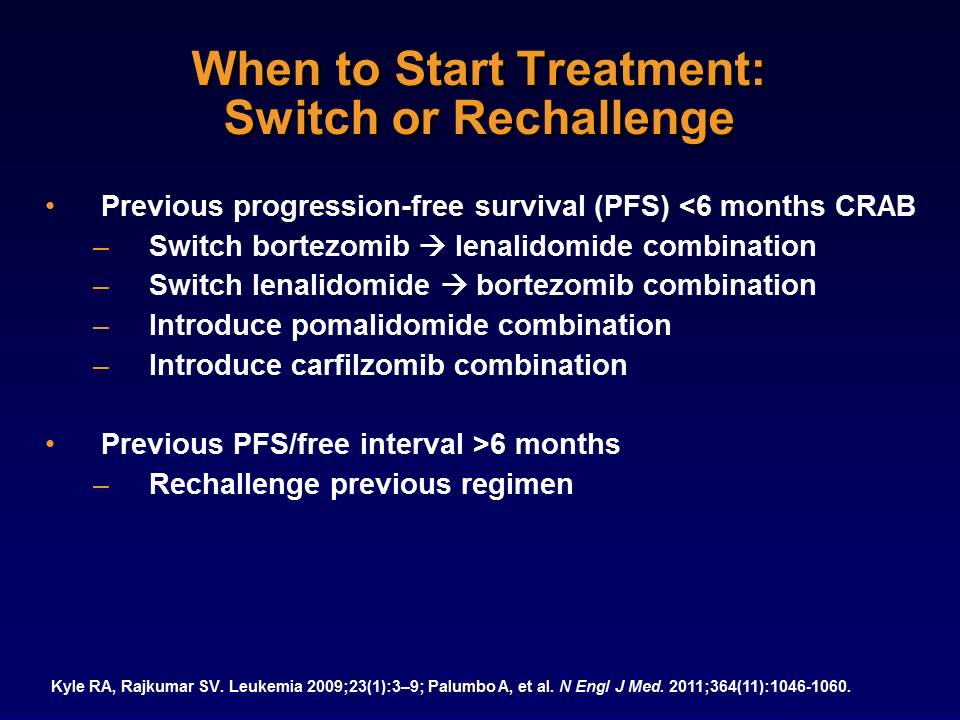 When to Start Treatment:
Switch or Rechallenge
• Previous progression-free survival (PFS) <6 months CRAB
– Switch bortezomib → lenalidomide combination
– Switch lenalidomide → bortezomib combination
– Introduce pomalidomide combination
– Introduce carfilzomib combination
• Previous PFS/free interval >6 months
– Rechallenge previous regimen
Kyle RA, Rajkumar SV. Leukemia 2009;23(1):3–9; Palumbo A, et al. N Engl J Med. 2011;364(11):1046-1060.